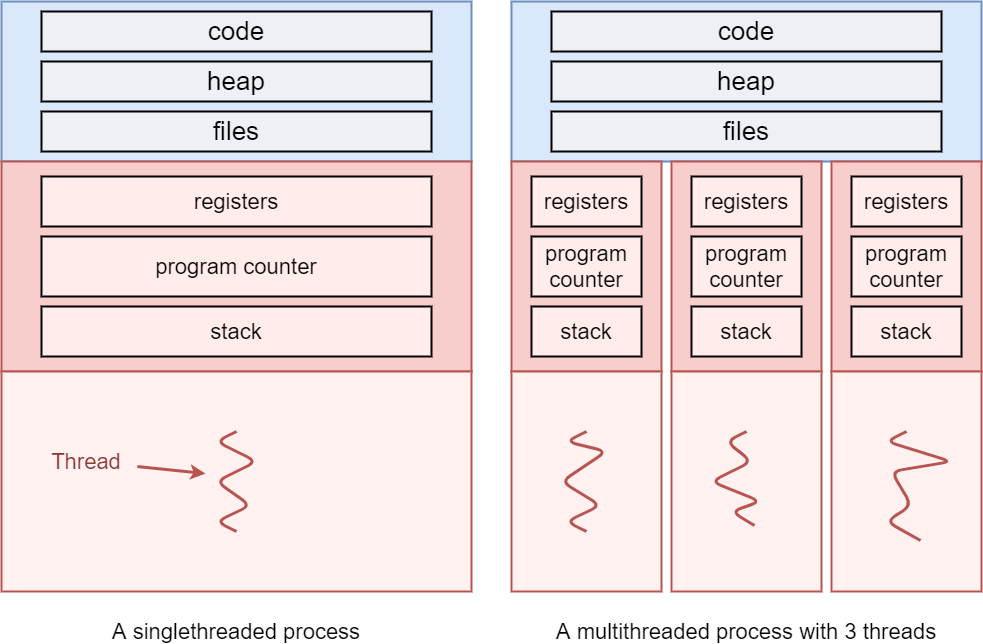 code
heap
files
registers
program counter
stack
Thread
A singlethreaded process
code
heap
files
registers
program
counter
stack
registers
program
counter
stack
registers
program
counter
stack
A multithreaded process with 3 threads